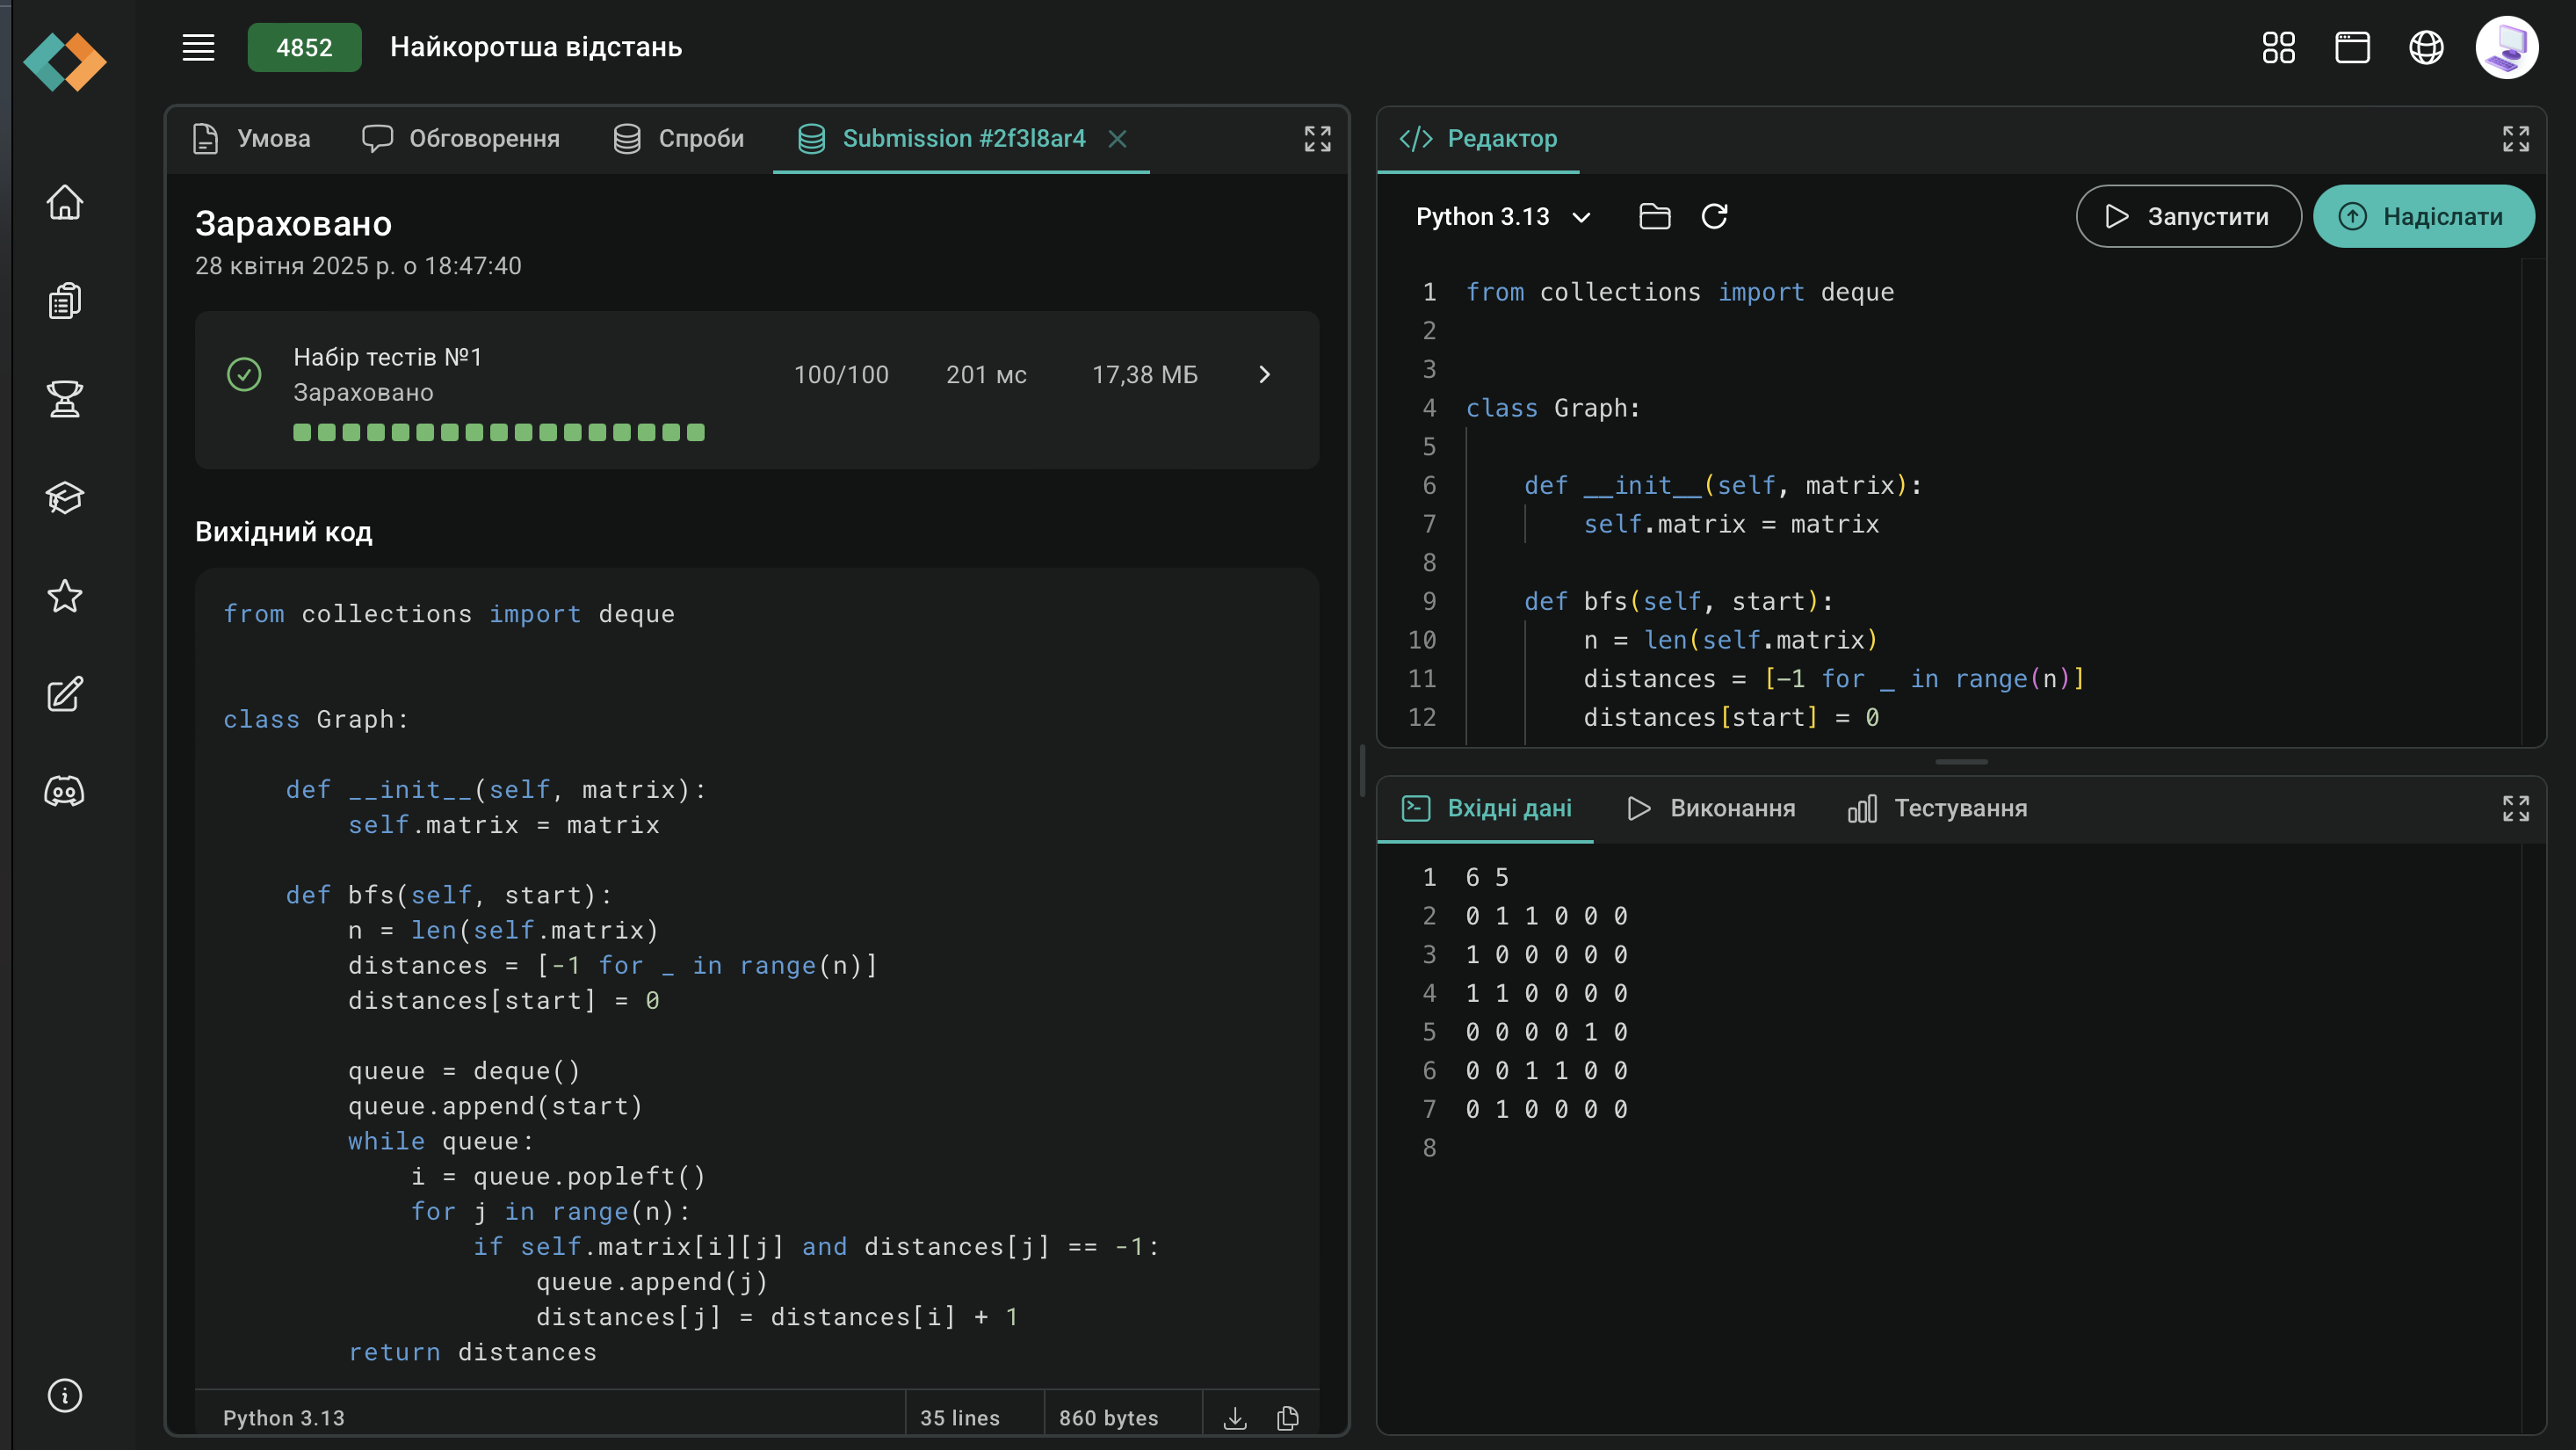 4852 Найкоротша відстань
Умова Обговорення Спроби Submission #2f3l8ar4
Зараховано
28 квітня 2025 р. о 18:47:40
Набір тестів №1
Зараховано
100/100 201 мс 17,38 МБ
Вихідний код
from collections import deque
class Graph:
def __init__(self, matrix):
self.matrix = matrix
def bfs(self, start):
n = len(self.matrix)
distances = [-1 for _ in range(n)]
distances[start] = 0
queue = deque()
queue.append(start)
while queue:
i = queue.popleft()
for j in range(n):
if self.matrix[i][j] and distances[j] == -1:
queue.append(j)
distances[j] = distances[i] + 1
return distances
Python 3.13 35 lines 860 bytes
Редактор
Python 3.13 Запустити Надіслати
1 from collections import deque
2
3
4 class Graph:
5
6 def __init__(self, matrix):
7 self.matrix = matrix
8
9 def bfs(self, start):
10 n = len(self.matrix)
11 distances = [-1 for _ in range(n)]
12 distances[start] = 0
Вхідні дані Виконання Тестування
1 6 5
2 0 1 1 0 0 0
3 1 0 0 0 0 0
4 1 1 0 0 0 0
5 0 0 0 0 1 0
6 0 0 1 1 0 0
7 0 1 0 0 0 0
8